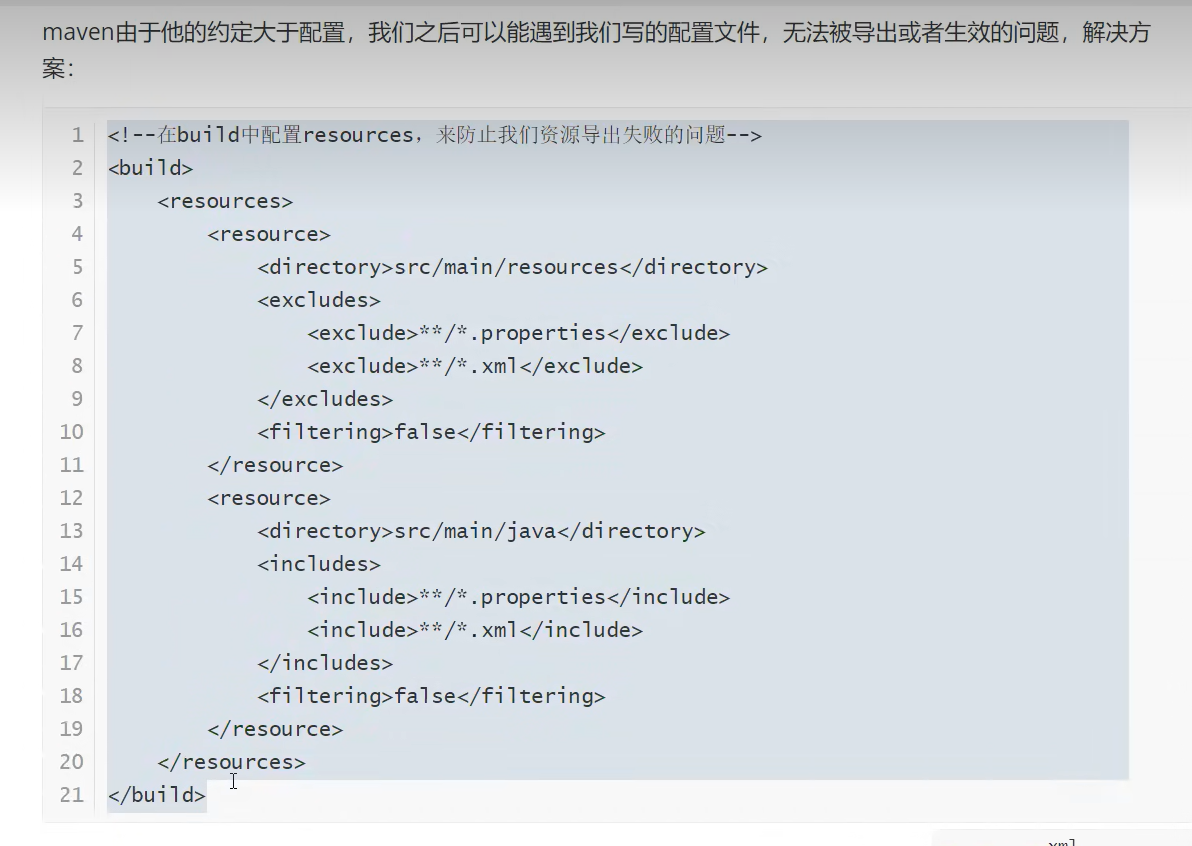 maven由于他的约定大于配置，我们之后可以能遇到我们写的配置文件，无法被导出或者生效的问题，解决方
案：
1 <!--在build中配置resources，来防止我们资源导出失败的问题-->
2 <build>
3     <resources>
4         <resource>
5             <directory>src/main/resources</directory>
6             <excludes>
7                 <exclude>**/*.properties</exclude>
8                 <exclude>**/*.xml</exclude>
9             </excludes>
10             <filtering>false</filtering>
11         </resource>
12         <resource>
13             <directory>src/main/java</directory>
14             <includes>
15                 <include>**/*.properties</include>
16                 <include>**/*.xml</include>
17             </includes>
18             <filtering>false</filtering>
19         </resource>
20     </resources>
21 </build>